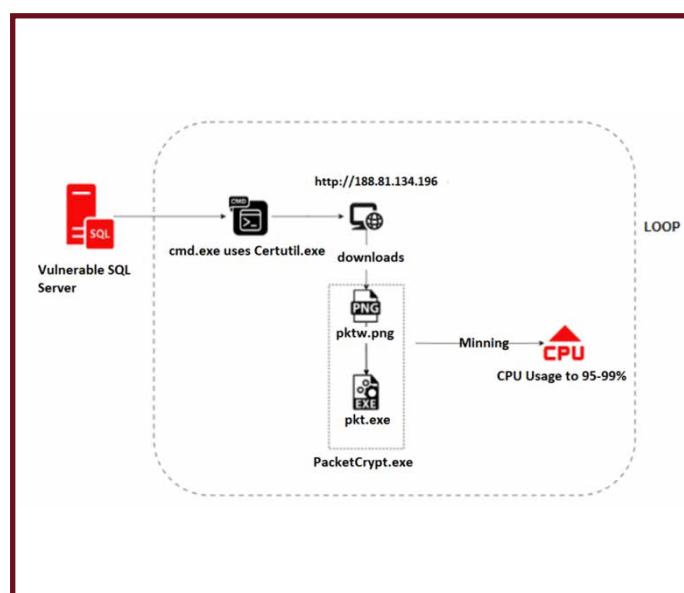 http://188.81.134.196
CMD
SQL
LOOP
cmd.exe uses Certutil.exe
downloads
Vulnerable SQL
Server
PNG
pktw.png
Minning
CPU
CPU Usage to 95-99%
EXE
pkt.exe
PacketCrypt.exe